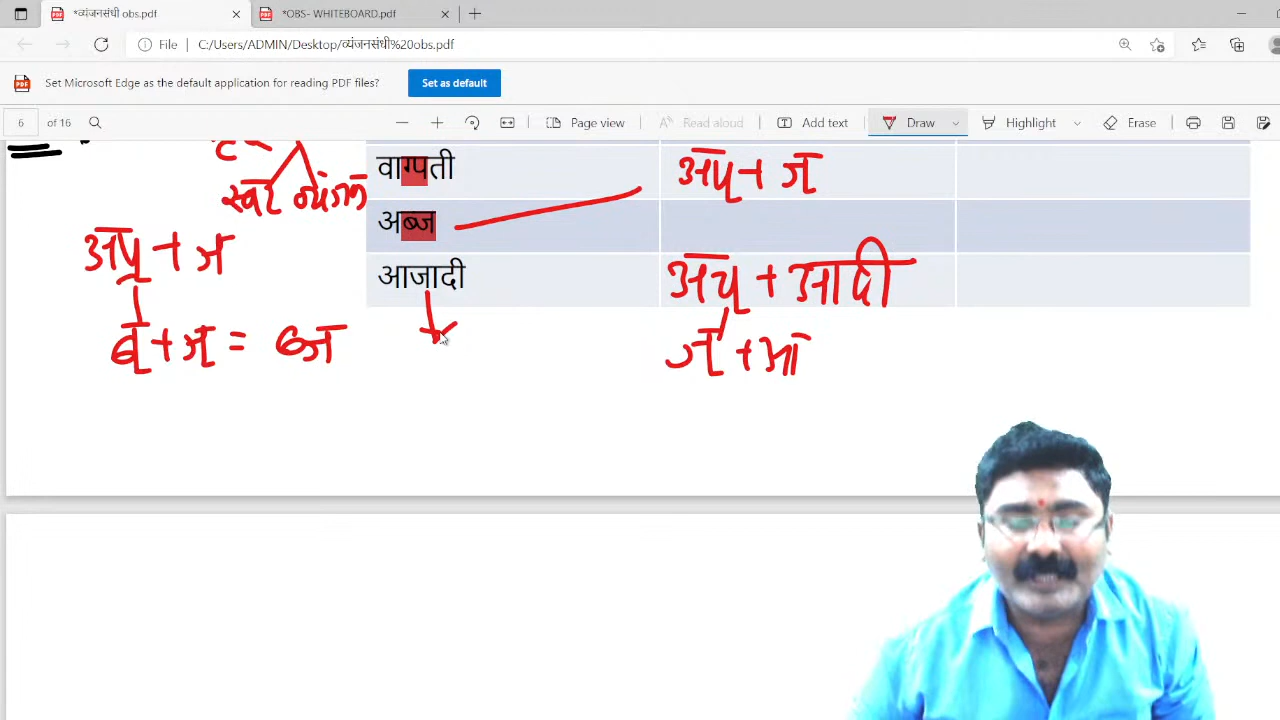 *व्यंजनसंधी obs.pdf
*OBS- WHITEBOARD.pdf
File C:/Users/ADMIN/Desktop/व्यंजनसंधी%20obs.pdf
Set Microsoft Edge as the default application for reading PDF files? Set as default
6 of 16 Page view Read aloud Add text Draw Highlight Erase
स्वर व्यंजन
वाग्पती अप् + ज
अब्ज
अप् + ज
आजादी अच् + आदी
ब् + ज् = ब्ज
ज् + आ